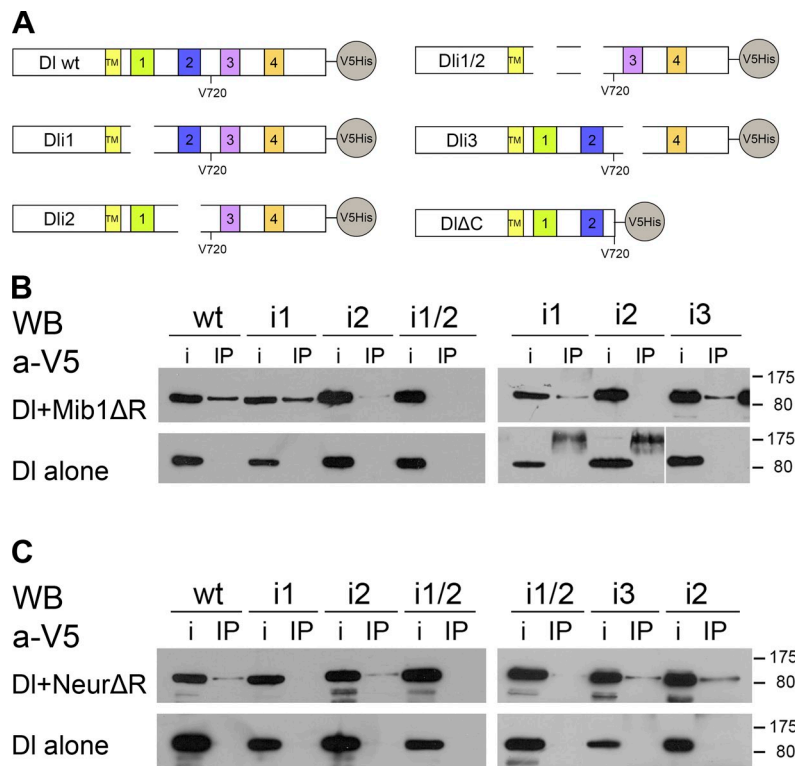 A
Dl wt TM 1 2 3 4 V5His
V720
Dli1/2 TM 3 4 V5His
V720
Dli1 TM 2 3 4 V5His
V720
Dli3 TM 1 2 4 V5His
V720
Dli2 TM 1 3 4 V5His
V720
DlΔC TM 1 2 V5His
V720
B
WB
a-V5
wt i1 i2 i1/2 i1 i2 i3
i IP i IP i IP i IP i IP i IP i IP
Dl+Mib1ΔR
175
80
Dl alone
175
80
C
WB
a-V5
wt i1 i2 i1/2 i1/2 i3 i2
i IP i IP i IP i IP i IP i IP i IP
Dl+NeurΔR
175
80
Dl alone
175
80